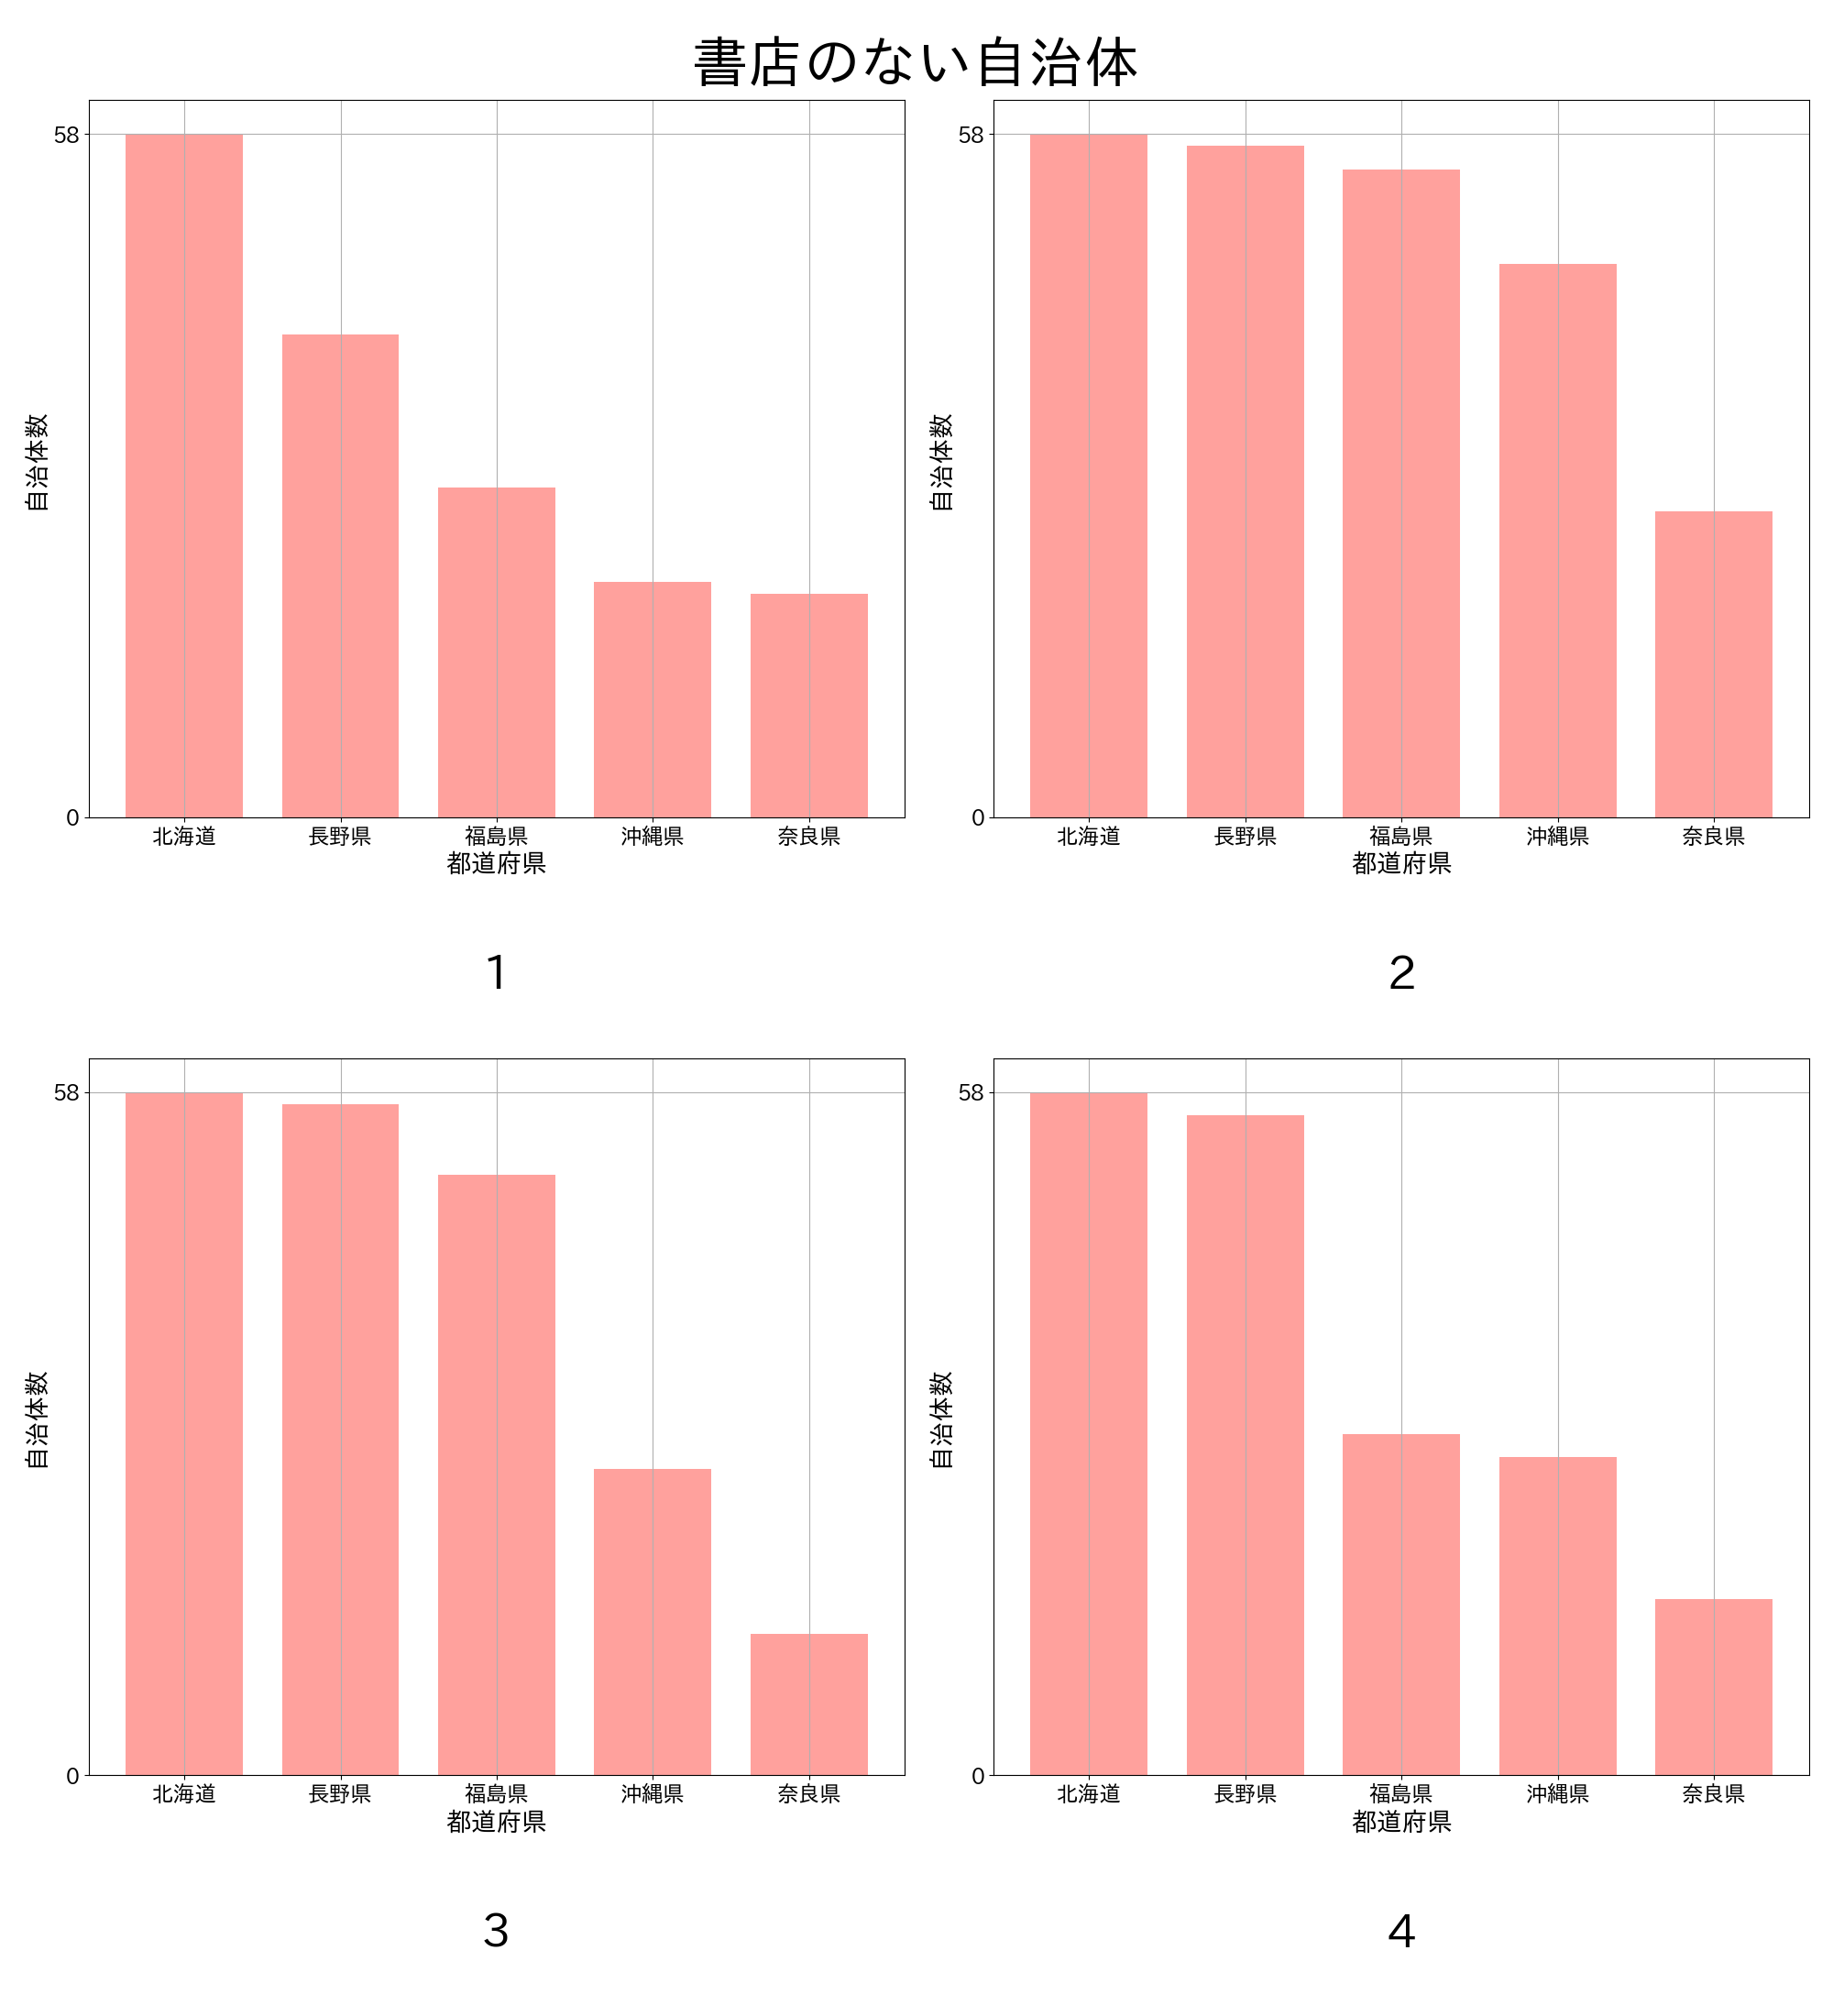 書店のない自治体
58
0
自治体数
北海道 長野県 福島県 沖縄県 奈良県
都道府県
1
58
0
自治体数
北海道 長野県 福島県 沖縄県 奈良県
都道府県
2
58
0
自治体数
北海道 長野県 福島県 沖縄県 奈良県
都道府県
3
58
0
自治体数
北海道 長野県 福島県 沖縄県 奈良県
都道府県
4